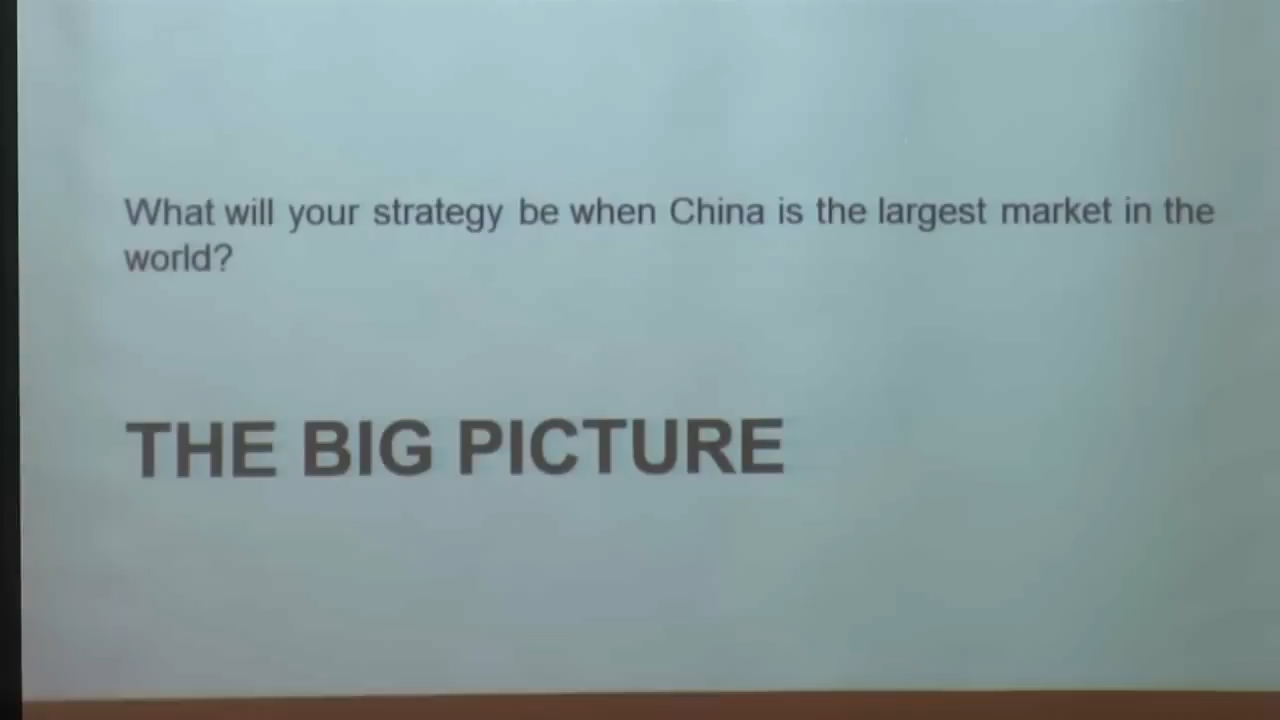 What will your strategy be when China is the largest market in the
world?
THE BIG PICTURE